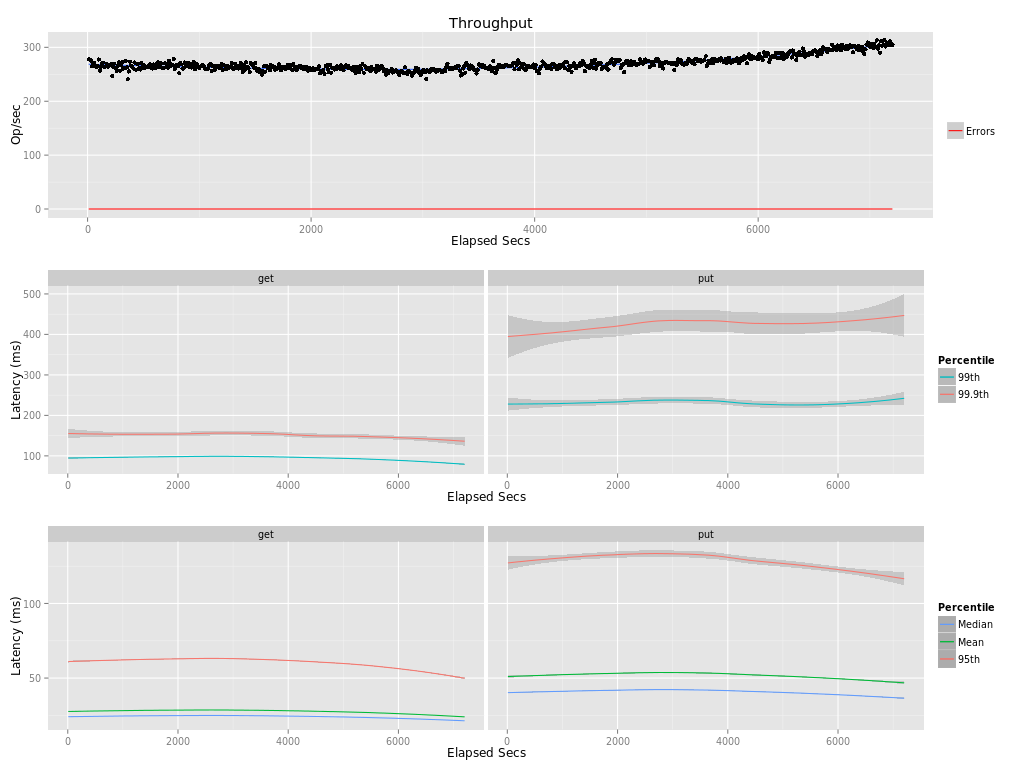 Throughput
300
200
100
0
Op/sec
0 2000 4000 6000
Elapsed Secs
Errors
get put
500
400
300
200
100
Latency (ms)
0 2000 4000 6000 0 2000 4000 6000
Elapsed Secs
Percentile
99th
99.9th
get put
100
50
Latency (ms)
0 2000 4000 6000 0 2000 4000 6000
Elapsed Secs
Percentile
Median
Mean
95th